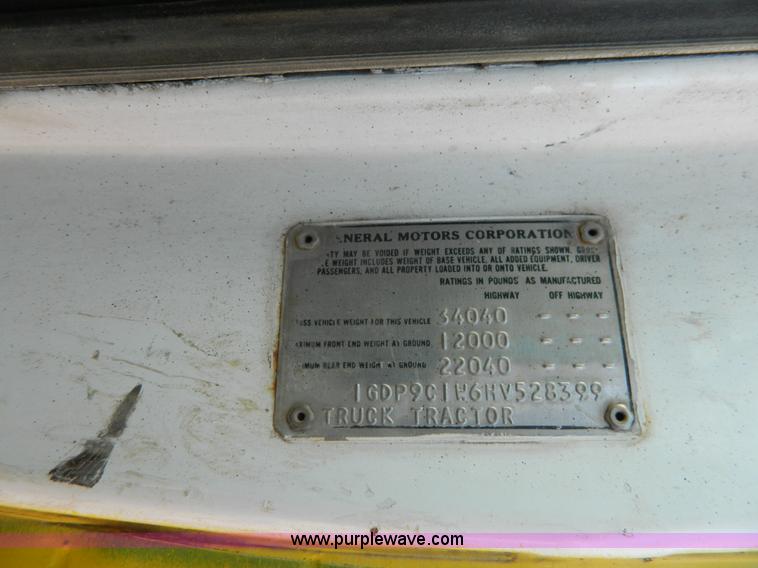 GENERAL MOTORS CORPORATION
MAY BE VOIDED IF WEIGHT EXCEEDS ANY OF RATINGS SHOWN.
WEIGHT INCLUDES WEIGHT OF BASE VEHICLE, ALL ADDED EQUIPMENT, DRIVER
PASSENGERS, AND ALL PROPERTY LOADED INTO OR ONTO VEHICLE.
RATINGS IN POUNDS AS MANUFACTURED
HIGHWAY OFF HIGHWAY
VEHICLE WEIGHT FOR THIS VEHICLE 34040 - - -
MAXIMUM FRONT END WEIGHT AT GROUND 12000 - - -
MAXIMUM REAR END WEIGHT AT GROUND 22040 - - -
1GDP9C1W6HV528399
TRUCK TRACTOR
www.purplewave.com